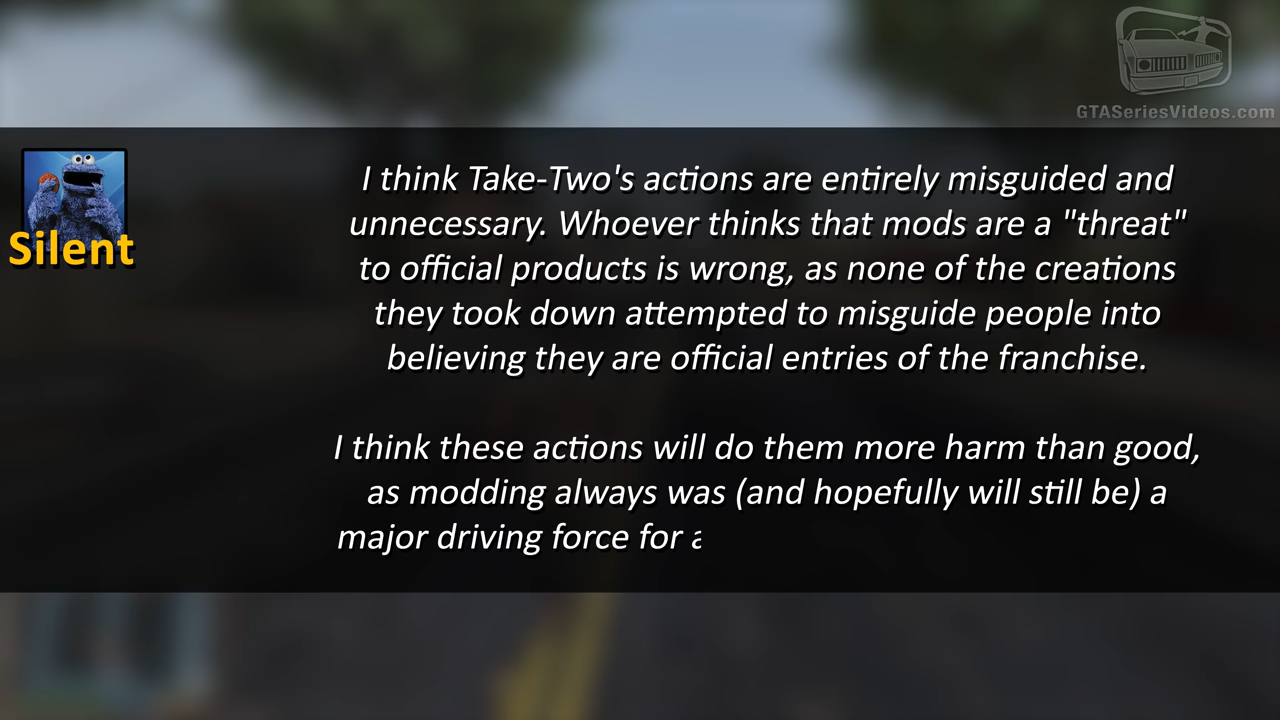 GTASeriesVideos.com
Silent
I think Take-Two's actions are entirely misguided and
unnecessary. Whoever thinks that mods are a "threat"
to official products is wrong, as none of the creations
they took down attempted to misguide people into
believing they are official entries of the franchise.
I think these actions will do them more harm than good,
as modding always was (and hopefully will still be) a
major driving force for